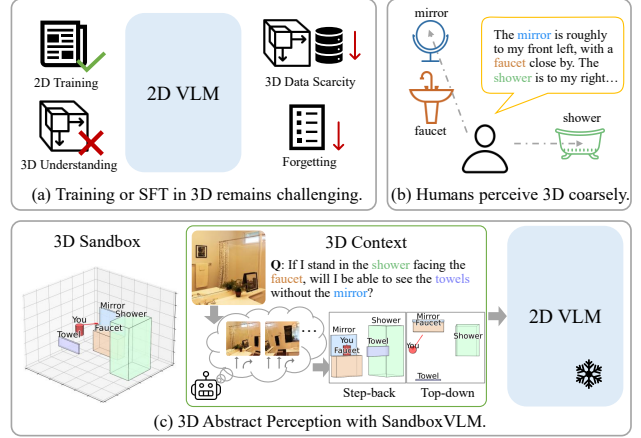 2D Training
3D Understanding
2D VLM
3D Data Scarcity
Forgetting
(a) Training or SFT in 3D remains challenging.
mirror
faucet
The mirror is roughly
to my front left, with a
faucet close by. The
shower is to my right…
shower
(b) Humans perceive 3D coarsely.
3D Sandbox
Mirror
You
Shower
Faucet
Towel
3D Context
Q: If I stand in the shower facing the
faucet, will I be able to see the towels
without the mirror?
...
Mirror
Shower
You
Faucet
Towel
Step-back
Mirror
Faucet
You
Shower
Towel
Top-down
2D VLM
(c) 3D Abstract Perception with SandboxVLM.